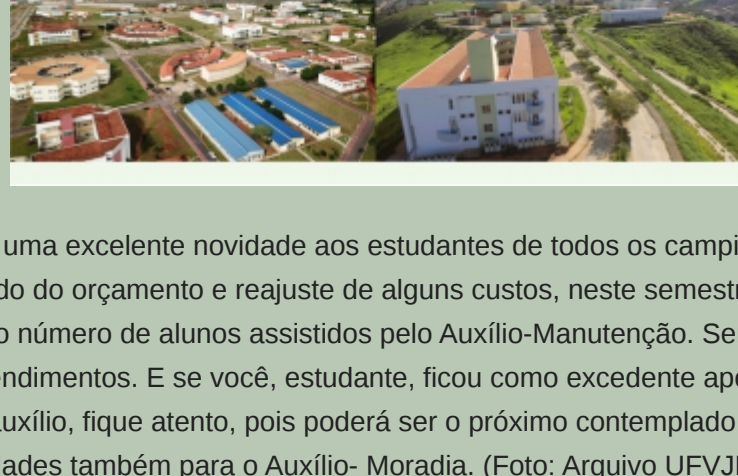 uma excelente novidade aos estudantes de todos os campi
do do orçamento e reajuste de alguns custos, neste semestr
o número de alunos assistidos pelo Auxílio-Manutenção. Se
endimentos. E se você, estudante, ficou como excedente ap
uxílio, fique atento, pois poderá ser o próximo contemplado
ades também para o Auxílio- Moradia. (Foto: Arquivo UFVJ